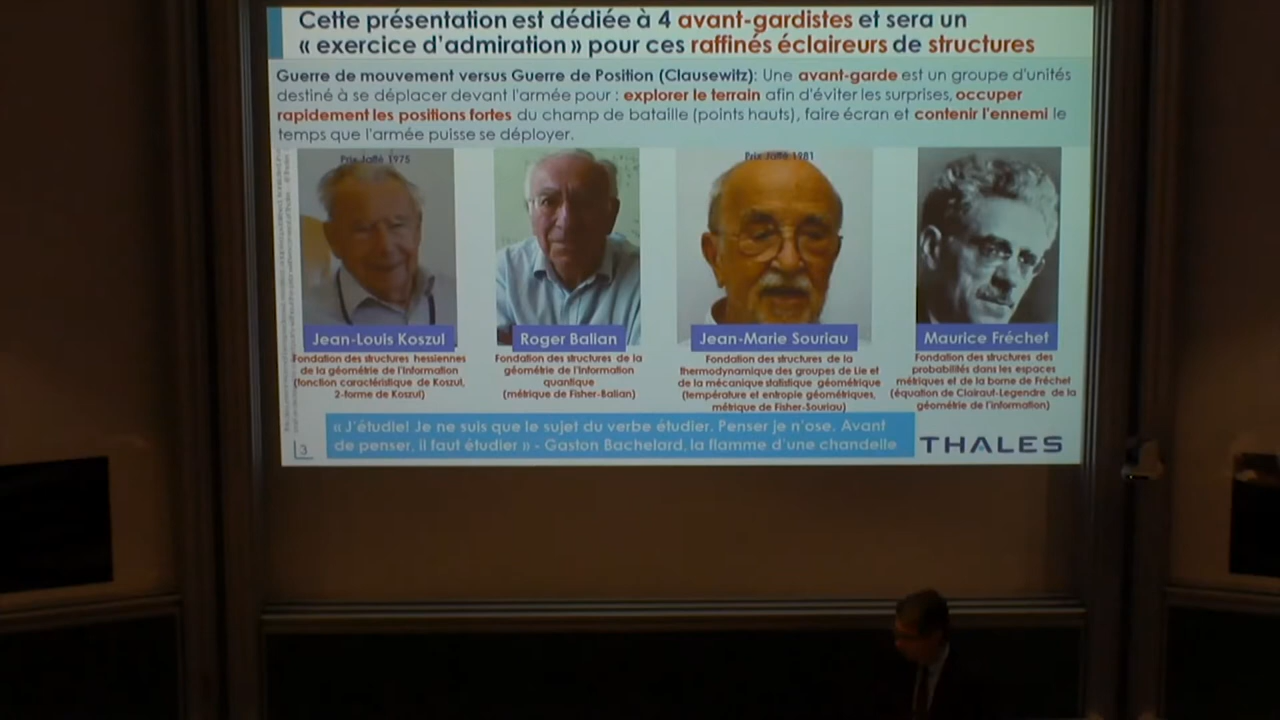 Cette présentation est dédiée à 4 avant-gardistes et sera un
« exercice d'admiration » pour ces raffinés éclaireurs de structures
Guerre de mouvement versus Guerre de Position (Clausewitz): Une avant-garde est un groupe d'unités
destiné à se déplacer devant l'armée pour : explorer le terrain afin d'éviter les surprises, occuper
rapidement les positions fortes du champ de bataille (points hauts), faire écran et contenir l'ennemi le
temps que l'armée puisse se déployer.
Prix Jaffé 1975
Prix Jaffé 1981
Jean-Louis Koszul
Fondation des structures hessiennes
de la géométrie de l'information
(fonction caractéristique de Koszul,
2-forme de Koszul)
Roger Balian
Fondation des structures de la
géométrie de l'information
quantique
(métrique de Fisher-Balian)
Jean-Marie Souriau
Fondation des structures de la
thermodynamique des groupes de Lie et
de la mécanique statistique géométrique
(température et entropie géométriques,
métrique de Fisher-Souriau)
Maurice Fréchet
Fondation des structures des
probabilités dans les espaces
métriques et de la borne de Fréchet
(équation de Clairaut-Legendre de la
géométrie de l'information)
« J'étudie! Je ne suis que le sujet du verbe étudier. Penser je n'ose. Avant
de penser, il faut étudier » - Gaston Bachelard, la flamme d'une chandelle
3
THALES